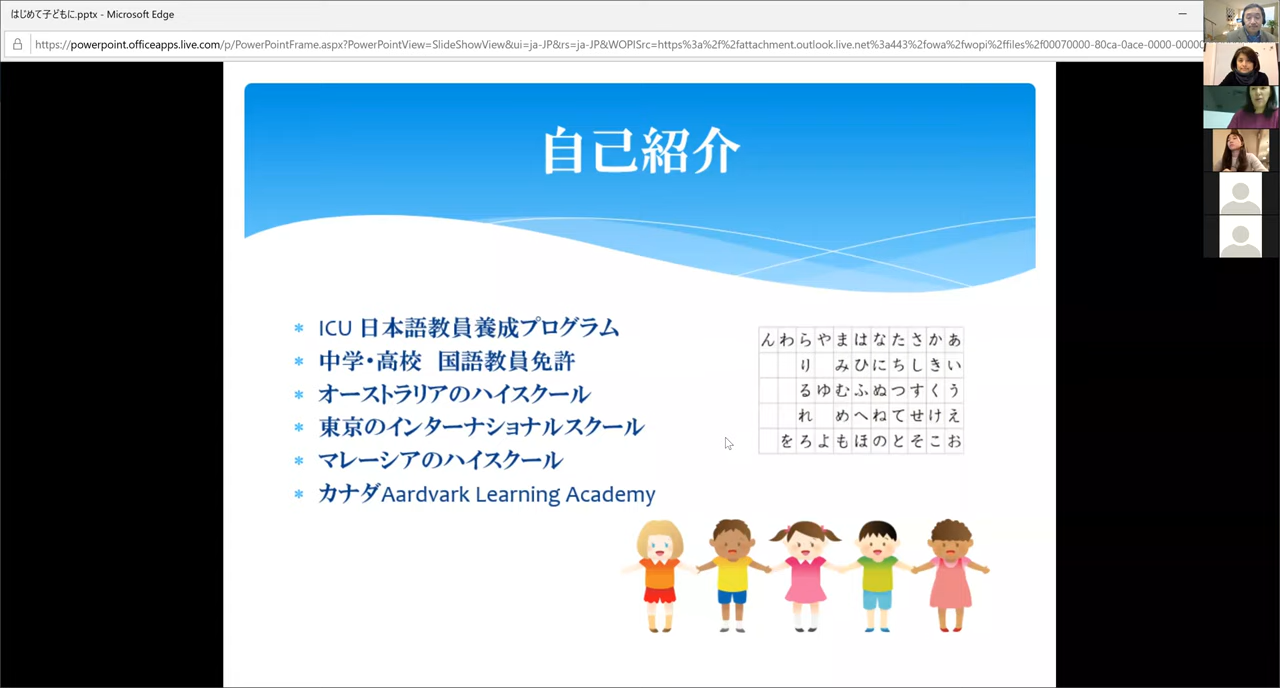 はじめて子どもに.pptx - Microsoft Edge
https://powerpoint.officeapps.live.com/p/PowerPointFrame.aspx?PowerPointView=SlideShowView&ui=ja-JP&rs=ja-JP&WOPISrc=https%3a%2f%2fattachment.outlook.live.net%3a443%2fowa%2fwopi%2ffiles%2f00070000-80ca-0ace-0000-00000
自己紹介
* ICU 日本語教員養成プログラム
* 中学・高校 国語教員免許
* オーストラリアのハイスクール
* 東京のインターナショナルスクール
* マレーシアのハイスクール
* カナダAardvark Learning Academy
んわらやまはなたさかあ
りみひにちしきい
るゆむふぬつすくう
れめへねてせけえ
をろよもほのとそこお